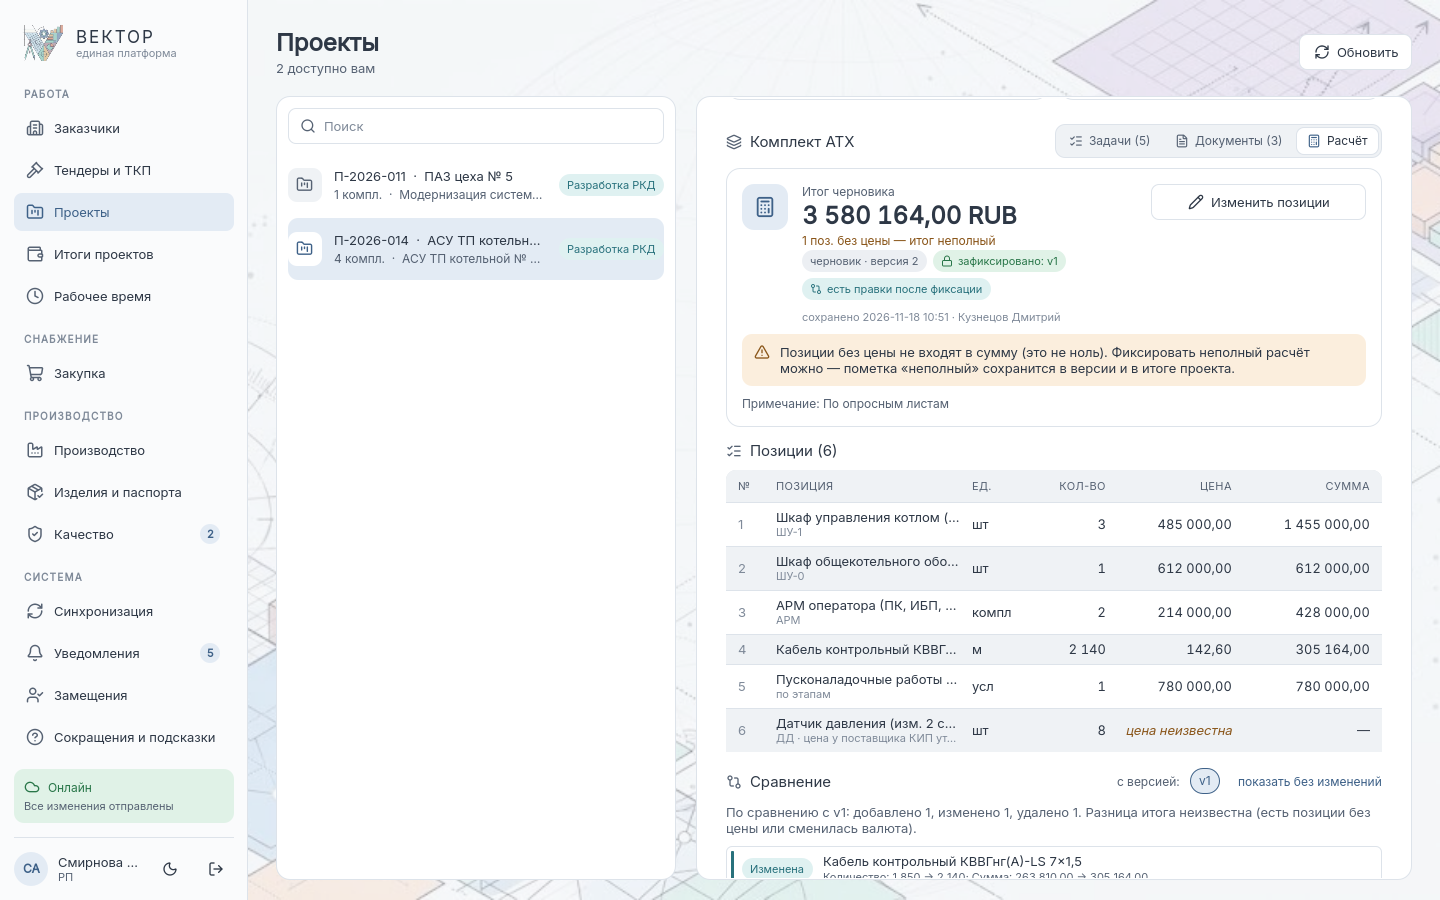 ВЕКТОР
единая платформа
РАБОТА
Заказчики
Тендеры и ТКП
Проекты
Итоги проектов
Рабочее время
СНАБЖЕНИЕ
Закупка
ПРОИЗВОДСТВО
Производство
Изделия и паспорта
Качество 2
СИСТЕМА
Синхронизация
Уведомления 5
Замещения
Сокращения и подсказки
Онлайн
Все изменения отправлены
СА
Смирнова ...
РП
Проекты
2 доступно вам
Обновить
Поиск
П-2026-011 · ПАЗ цеха № 5
1 компл. · Модернизация систем...
Разработка РКД
П-2026-014 · АСУ ТП котельн...
4 компл. · АСУ ТП котельной № ...
Разработка РКД
Комплект АТХ
Задачи (5) Документы (3) Расчёт
Итог черновика
3 580 164,00 RUB
Изменить позиции
1 поз. без цены — итог неполный
черновик · версия 2 зафиксировано: v1
есть правки после фиксации
сохранено 2026-11-18 10:51 · Кузнецов Дмитрий
Позиции без цены не входят в сумму (это не ноль). Фиксировать неполный расчёт
можно — пометка «неполный» сохранится в версии и в итоге проекта.
Примечание: По опросным листам
Позиции (6)
№ ПОЗИЦИЯ ЕД. КОЛ-ВО ЦЕНА СУММА
1 Шкаф управления котлом (... шт 3 485 000,00 1 455 000,00
ШУ-1
2 Шкаф общекотельного обо... шт 1 612 000,00 612 000,00
ШУ-0
3 АРМ оператора (ПК, ИБП, ... компл 2 214 000,00 428 000,00
АРМ
4 Кабель контрольный КВВГ... м 2 140 142,60 305 164,00
5 Пусконаладочные работы ... усл 1 780 000,00 780 000,00
по этапам
6 Датчик давления (изм. 2 с... шт 8 цена неизвестна —
ДД · цена у поставщика КИП ут...
Сравнение
с версией: v1 показать без изменений
По сравнению с v1: добавлено 1, изменено 1, удалено 1. Разница итога неизвестна (есть позиции без
цены или сменилась валюта).
Изменена
Кабель контрольный КВВГнг(А)-LS 7×1,5
Количество: 1 850 → 2 140; Сумма: 263 810,00 → 305 164,00